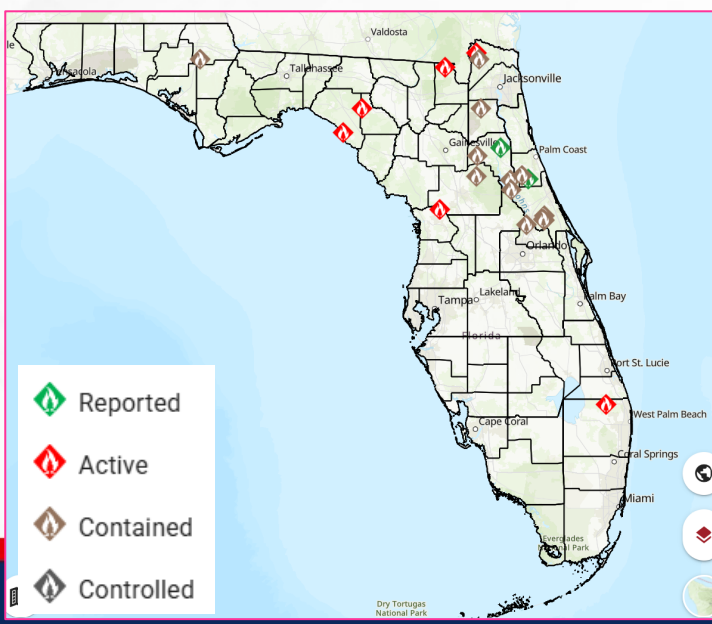 Valdosta
Tallahassee
Jacksonville
Gainesville
Palm Coast
Orlando
Tampa
Lakeland
Palm Bay
Florida
Port St. Lucie
Reported
West Palm Beach
Cape Coral
Active
Coral Springs
Miami
Contained
Everglades
National Park
Controlled
Dry Tortugas
National Park